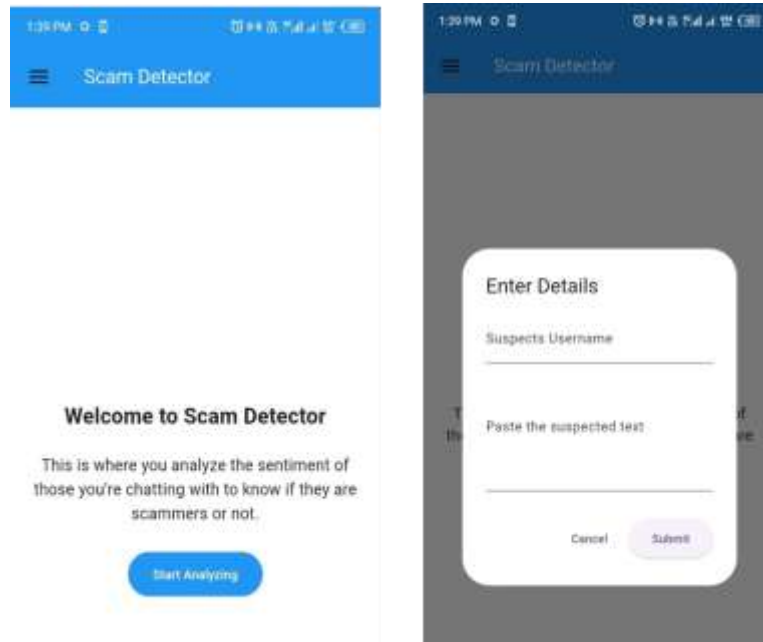 1:39 PM
Scam Detector
Welcome to Scam Detector
This is where you analyze the sentiment of
those you're chatting with to know if they are
scammers or not.
Start Analyzing
1:39 PM
Scam Detector
Enter Details
Suspects Username
Paste the suspected text
Cancel
Submit